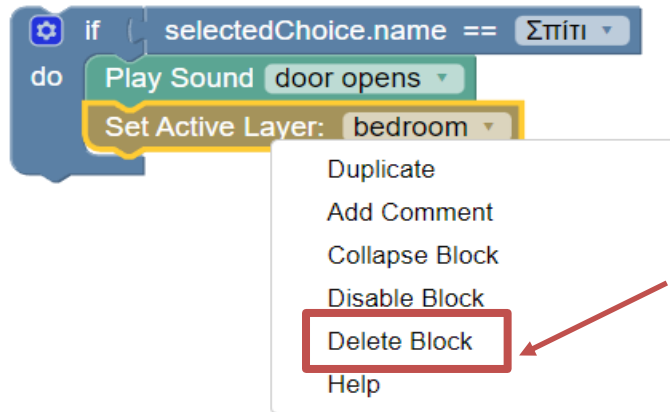 if selectedChoice.name == Σπίτι
do Play Sound door opens
Set Active Layer: bedroom
Duplicate
Add Comment
Collapse Block
Disable Block
Delete Block
Help